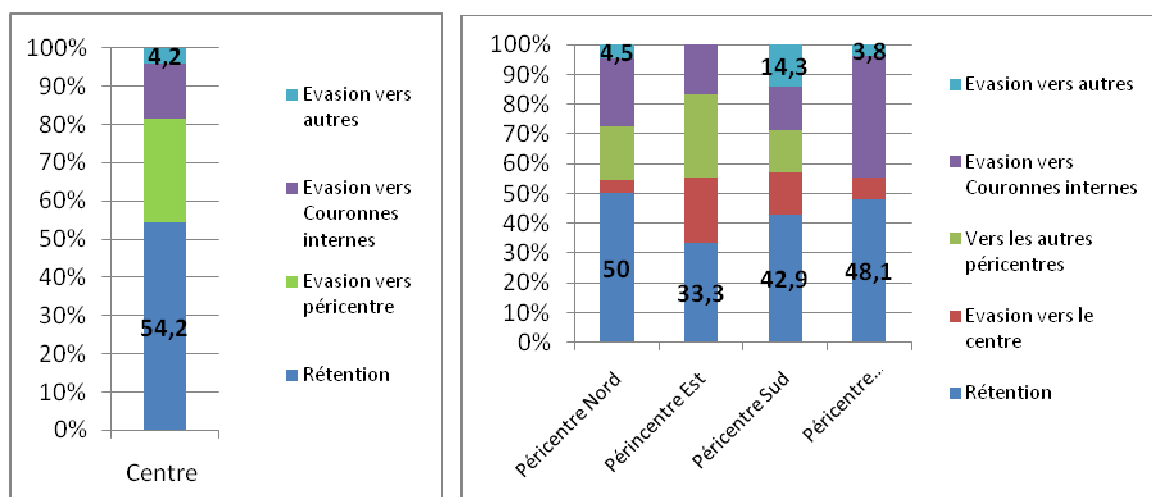 100%
90%
80%
70%
60%
50%
40%
30%
20%
10%
0%
4,2
54,2
Centre
Evasion vers
autres
Evasion vers
Couronnes
internes
Evasion vers
péricentre
Rétention
100%
90%
80%
70%
60%
50%
40%
30%
20%
10%
0%
4,5
14,3
3,8
50
33,3
42,9
48,1
Péricentre Nord
Périncentre Est
Péricentre Sud
Péricentre...
Evasion vers autres
Evasion vers
Couronnes internes
Vers les autres
péricentres
Evasion vers le
centre
Rétention